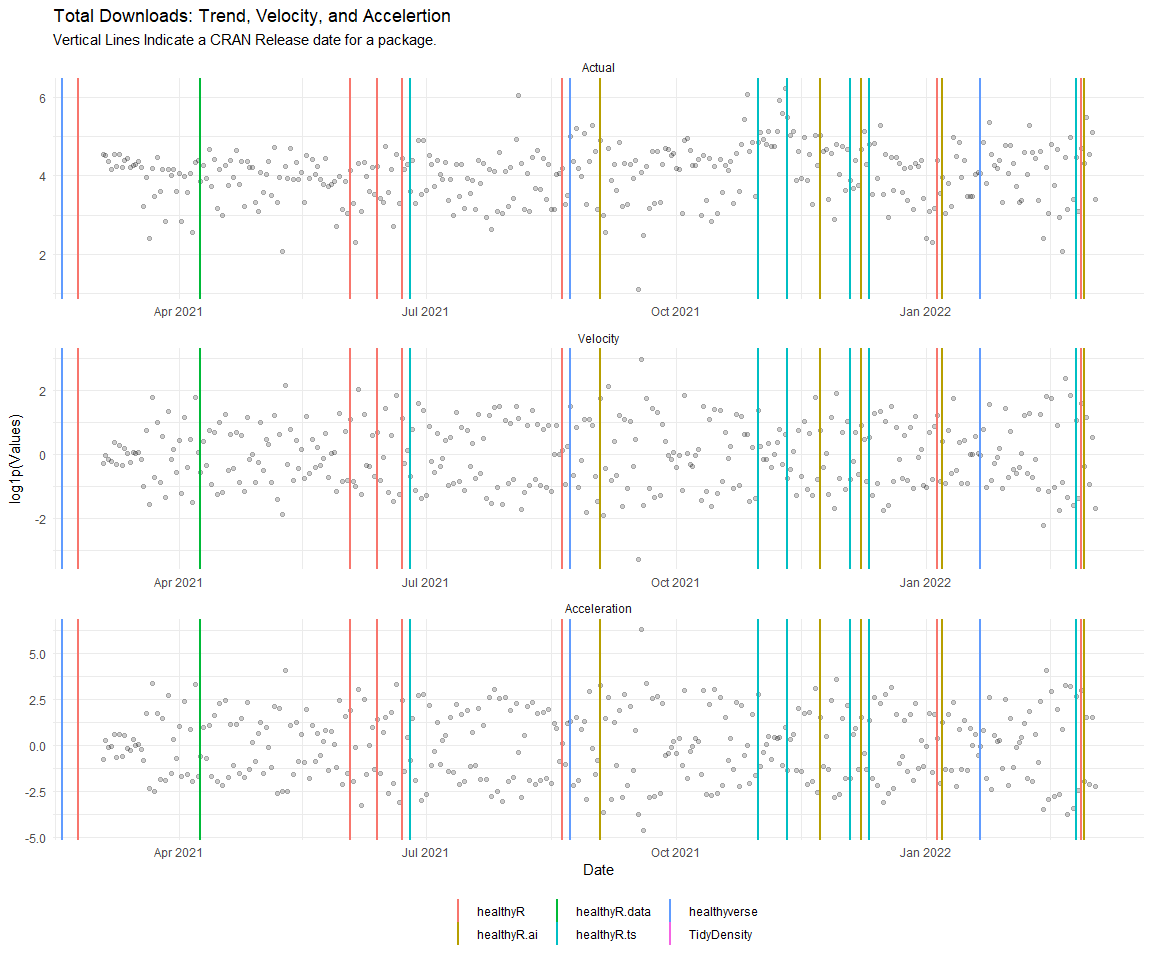 Total Downloads: Trend, Velocity, and Accelertion
Vertical Lines Indicate a CRAN Release date for a package.
Actual
6
4
2
Apr 2021 Jul 2021 Oct 2021 Jan 2022
Velocity
2
0
-2
Apr 2021 Jul 2021 Oct 2021 Jan 2022
log1p(Values)
Acceleration
5.0
2.5
0.0
-2.5
-5.0
Apr 2021 Jul 2021 Oct 2021 Jan 2022
Date
healthyR healthyR.data healthyverse
healthyR.ai healthyR.ts TidyDensity